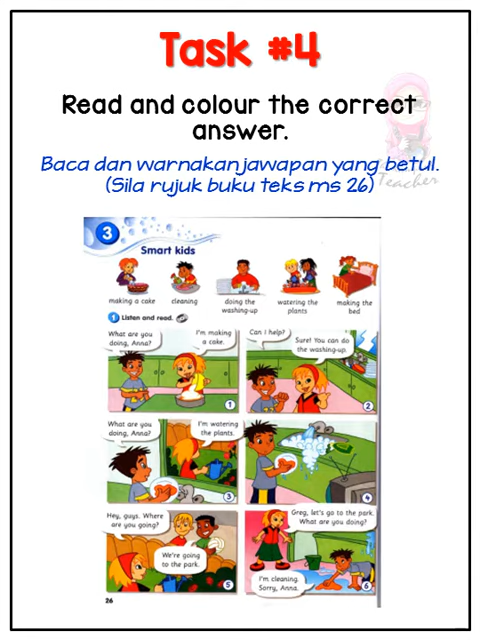 Task #4
Read and colour the correct
answer.
Baca dan warnakan jawapan yang betul.
(Sila rujuk buku teks ms 26)
Teacher
3
Smart kids
making a cake
cleaning
doing the
washing-up
watering the
plants
making the
bed
1 Listen and read.
What are you
doing, Anna?
I'm making
a cake.
1
Can I help?
Sure! You can do
the washing-up.
2
What are you
doing, Anna?
I'm watering
the plants.
3
4
Hey, guys. Where
are you going?
We're going
to the park.
5
Greg, let's go to the park.
What are you doing?
I'm cleaning.
Sorry, Anna.
6
26